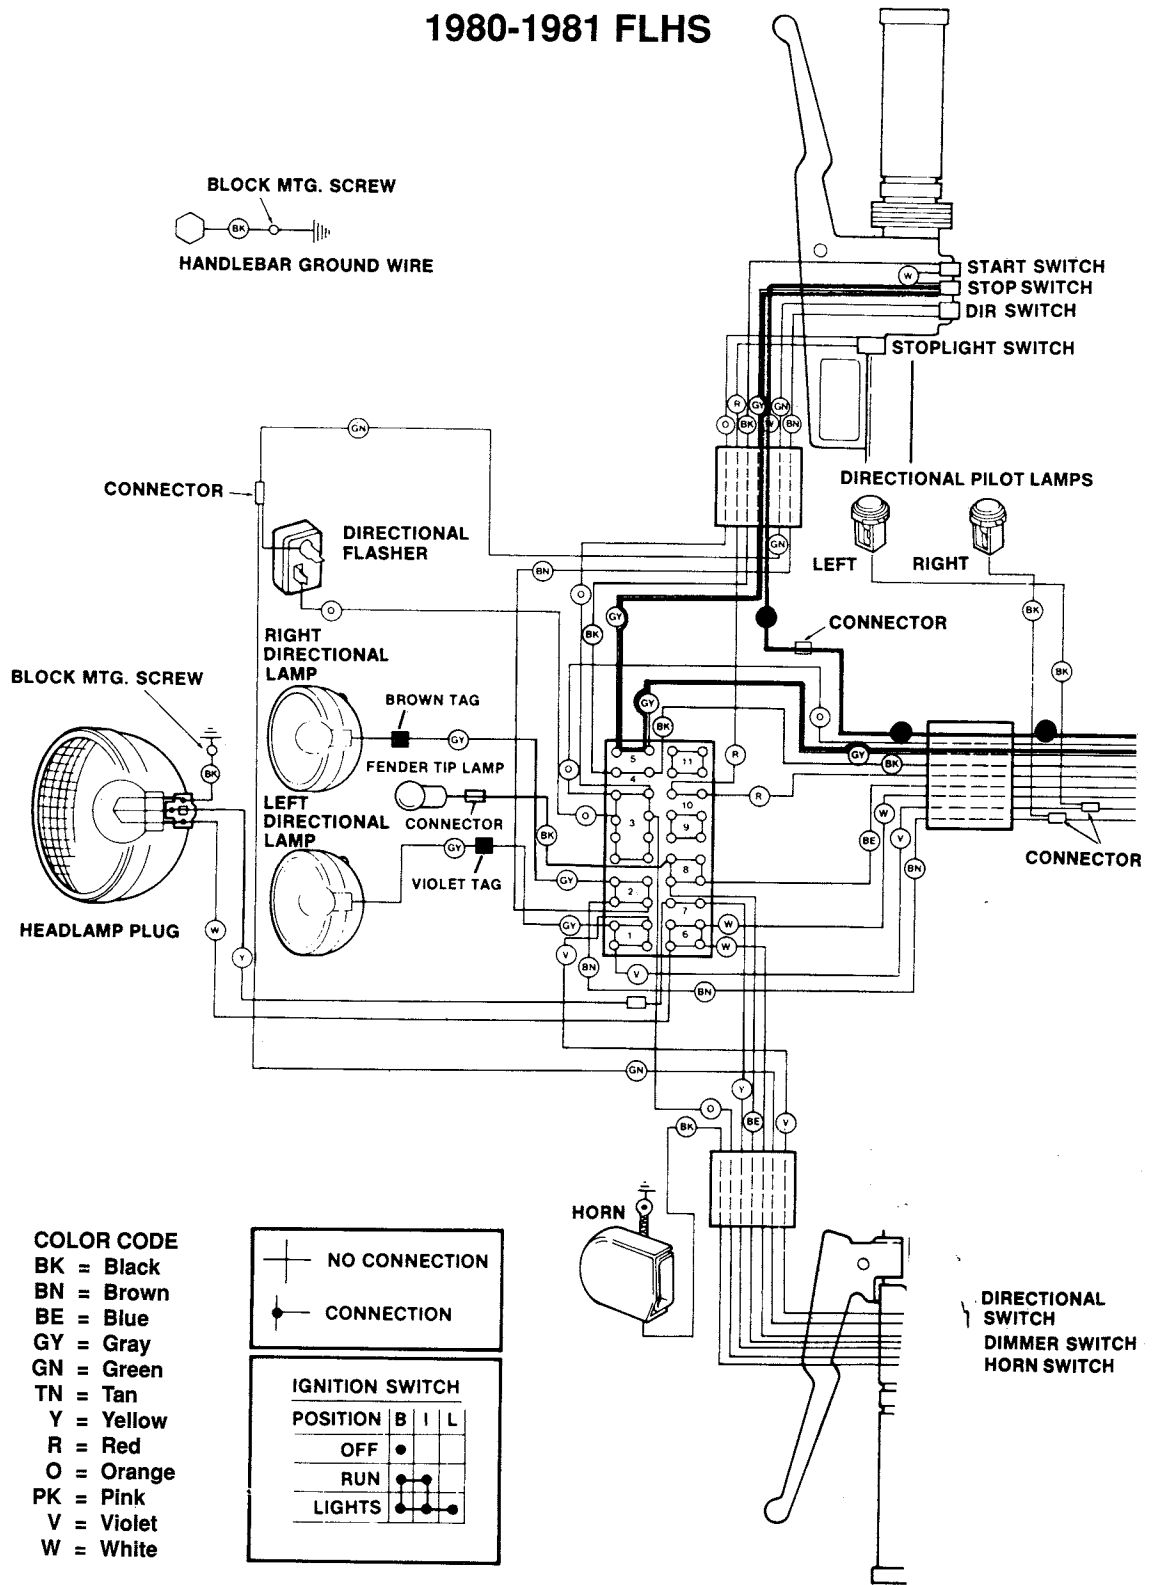 1980-1981 FLHS
BLOCK MTG. SCREW
BK
HANDLEBAR GROUND WIRE
W
START SWITCH
STOP SWITCH
DIR SWITCH
STOPLIGHT SWITCH
R
GY
GN
O
BK
W
BN
GN
CONNECTOR
DIRECTIONAL PILOT LAMPS
DIRECTIONAL
FLASHER
GN
LEFT
RIGHT
BN
O
O
BK
GY
BK
CONNECTOR
RIGHT
DIRECTIONAL
LAMP
BK
BLOCK MTG. SCREW
BROWN TAG
GY
BK
O
GY
FENDER TIP LAMP
5
11
R
GY
BK
BK
O
4
LEFT
DIRECTIONAL
LAMP
CONNECTOR
O
3
10
9
R
W
BK
BE
V
GY
VIOLET TAG
GY
2
8
BN
CONNECTOR
7
HEADLAMP PLUG
W
GY
1
6
W
W
Y
V
BN
V
BN
GN
Y
O
BK
BE
V
HORN
COLOR CODE
BK = Black
BN = Brown
BE = Blue
GY = Gray
GN = Green
TN = Tan
Y = Yellow
R = Red
O = Orange
PK = Pink
V = Violet
W = White
NO CONNECTION
CONNECTION
IGNITION SWITCH
POSITION B I L
OFF
RUN
LIGHTS
DIRECTIONAL
SWITCH
DIMMER SWITCH
HORN SWITCH